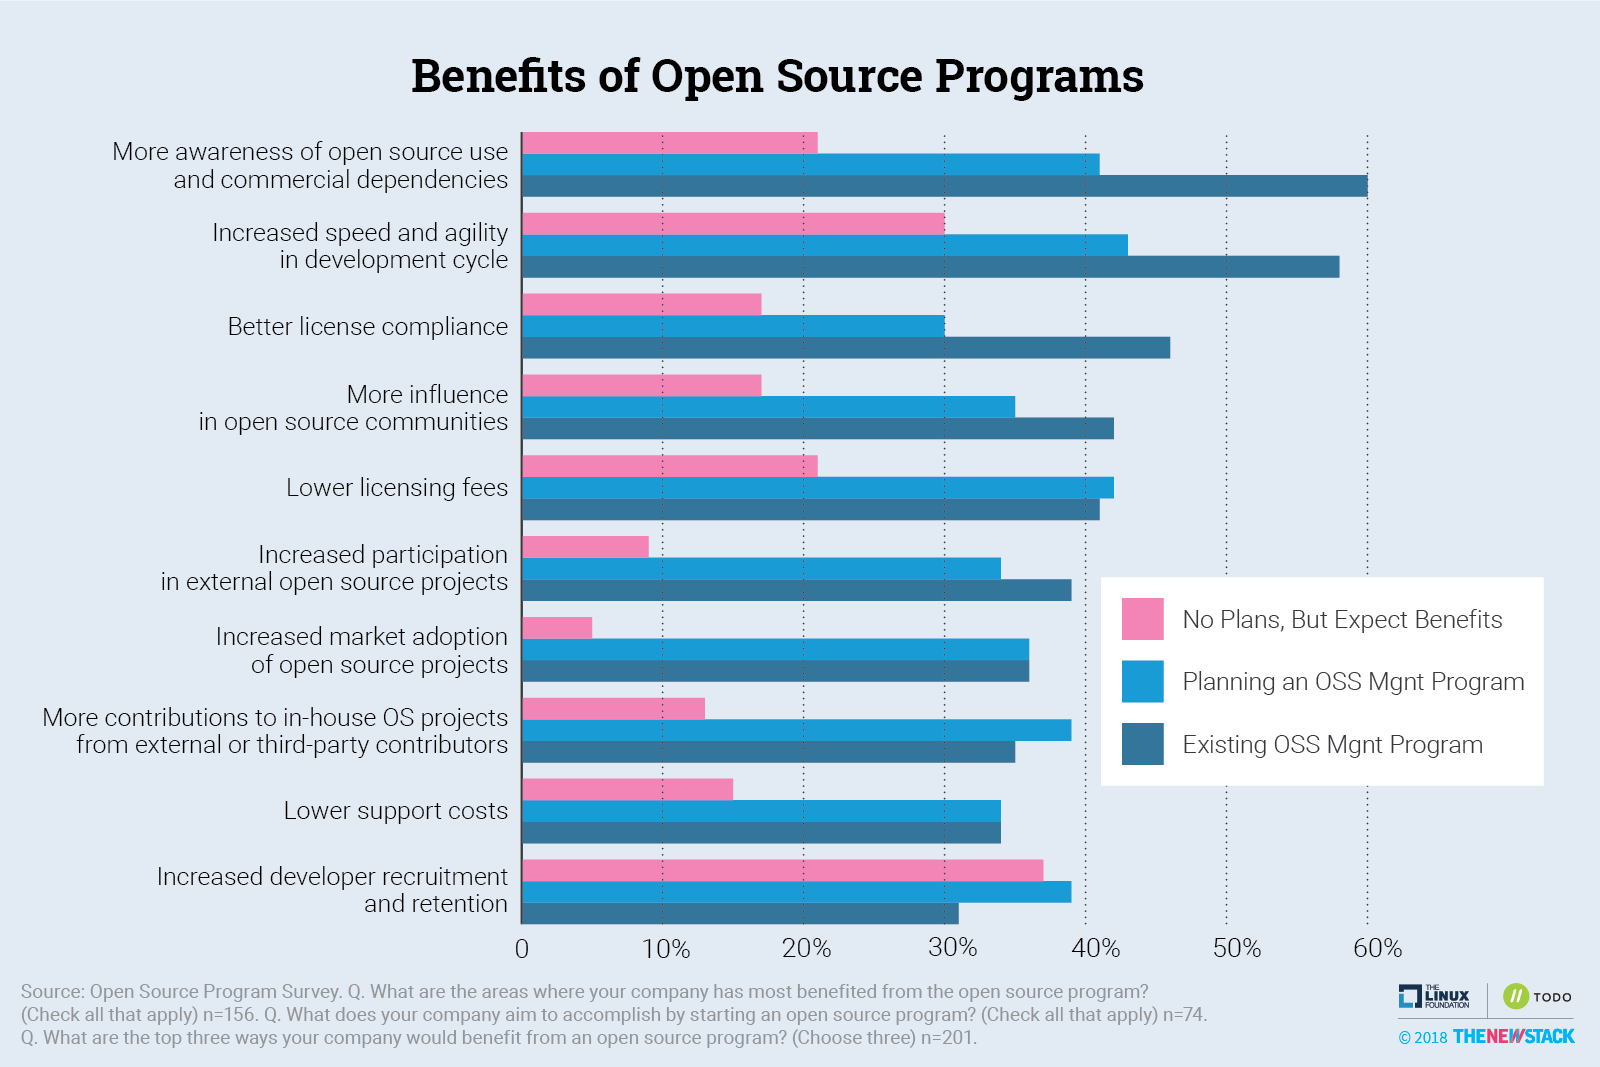 Benefits of Open Source Programs
More awareness of open source use
and commercial dependencies
Increased speed and agility
in development cycle
Better license compliance
More influence
in open source communities
Lower licensing fees
Increased participation
in external open source projects
Increased market adoption
of open source projects
More contributions to in-house OS projects
from external or third-party contributors
Lower support costs
Increased developer recruitment
and retention
No Plans, But Expect Benefits
Planning an OSS Mgnt Program
Existing OSS Mgnt Program
0 10% 20% 30% 40% 50% 60%
Source: Open Source Program Survey. Q. What are the areas where your company has most benefited from the open source program?
(Check all that apply) n=156. Q. What does your company aim to accomplish by starting an open source program? (Check all that apply) n=74.
Q. What are the top three ways your company would benefit from an open source program? (Choose three) n=201.
THE
LINUX
FOUNDATION
TODO
© 2018 THENEWSTACK